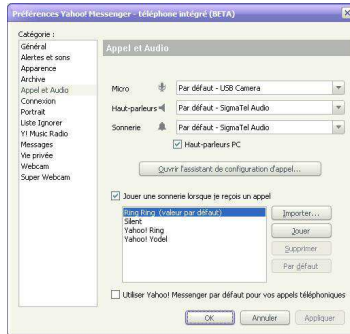 Préférences Yahoo! Messenger - téléphone intégré (BETA)
Catégorie :
Général
Alertes et sons
Apparence
Archive
Appel et Audio
Connexion
Portrait
Liste Ignorer
Y! Music Radio
Messages
Vie privée
Webcam
Super Webcam
Appel et Audio
Micro
Par défaut - USB Camera
Haut-parleurs
Par défaut - SigmaTel Audio
Sonnerie
Par défaut - SigmaTel Audio
Haut-parleurs PC
Ouvrir l'assistant de configuration d'appel...
Jouer une sonnerie lorsque je reçois un appel
Ring Ring (valeur par défaut)
Silent
Yahoo! Ring
Yahoo! Yodel
Importer...
Jouer
Supprimer
Par défaut
Utiliser Yahoo! Messenger par défaut pour vos appels téléphoniques
OK
Annuler
Appliquer